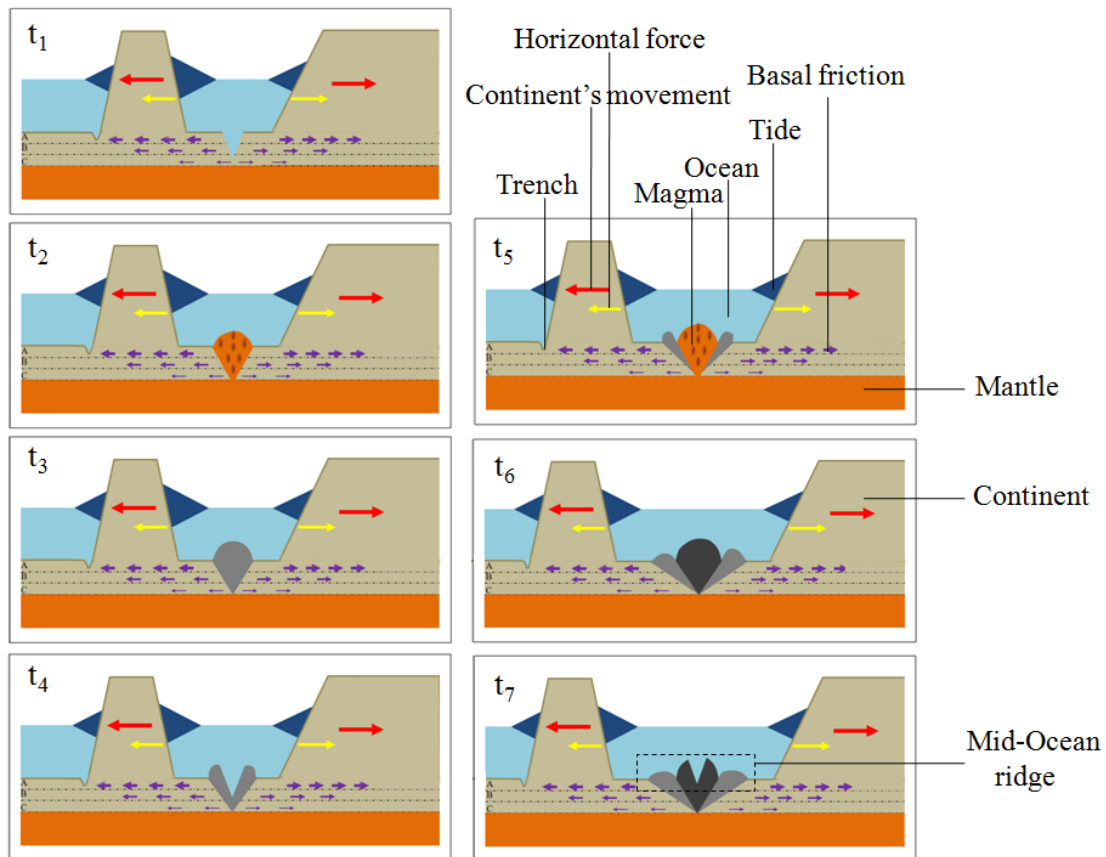 t1
A
B
C
t2
A
B
C
t3
A
B
C
t4
A
B
C
Horizontal force
Continent's movement
Basal friction
Tide
Ocean
Trench
Magma
t5
A
B
C
Mantle
t6
A
B
C
Continent
t7
A
B
C
Mid-Ocean
ridge